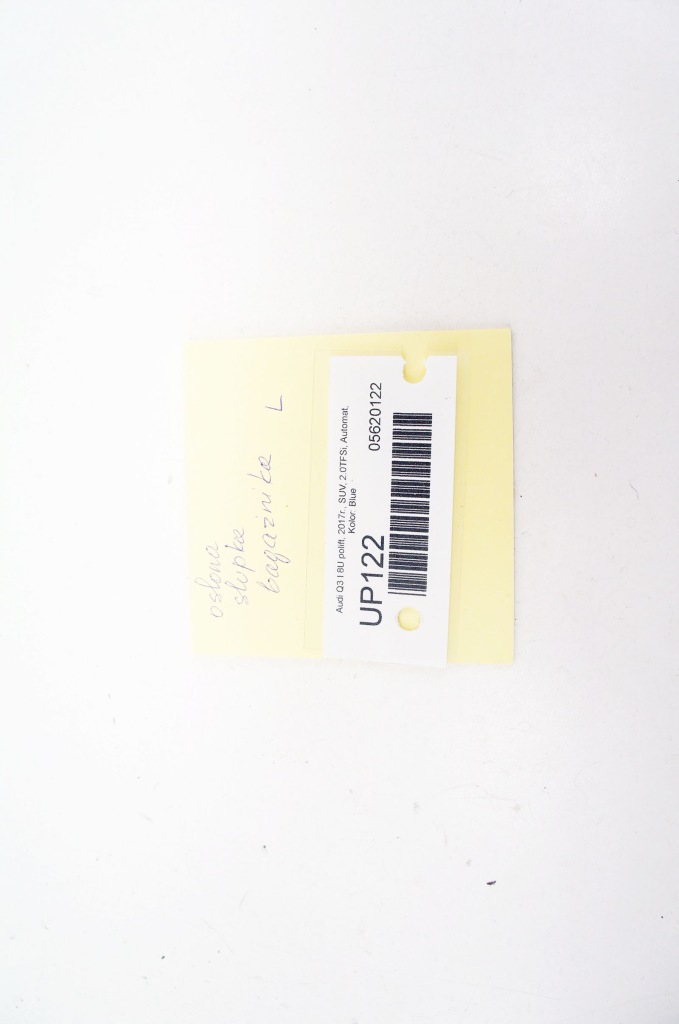 osłona
słupka
bagażnika L
Audi Q3 I 8U polift, 2017r., SUV, 2.0TFSi, Automat,
Kolor: Blue
UP122
05620122